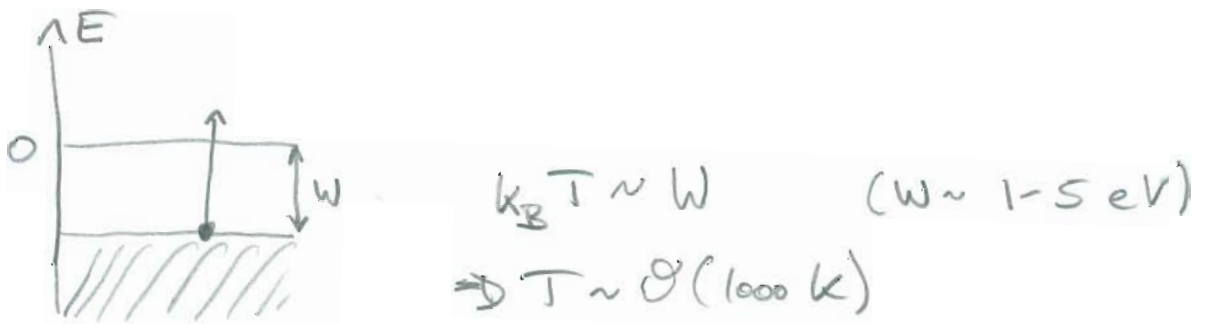 E
0
W
k_B T ~ W (W ~ 1-5 eV)
⇒ T ~ O(1000 K)